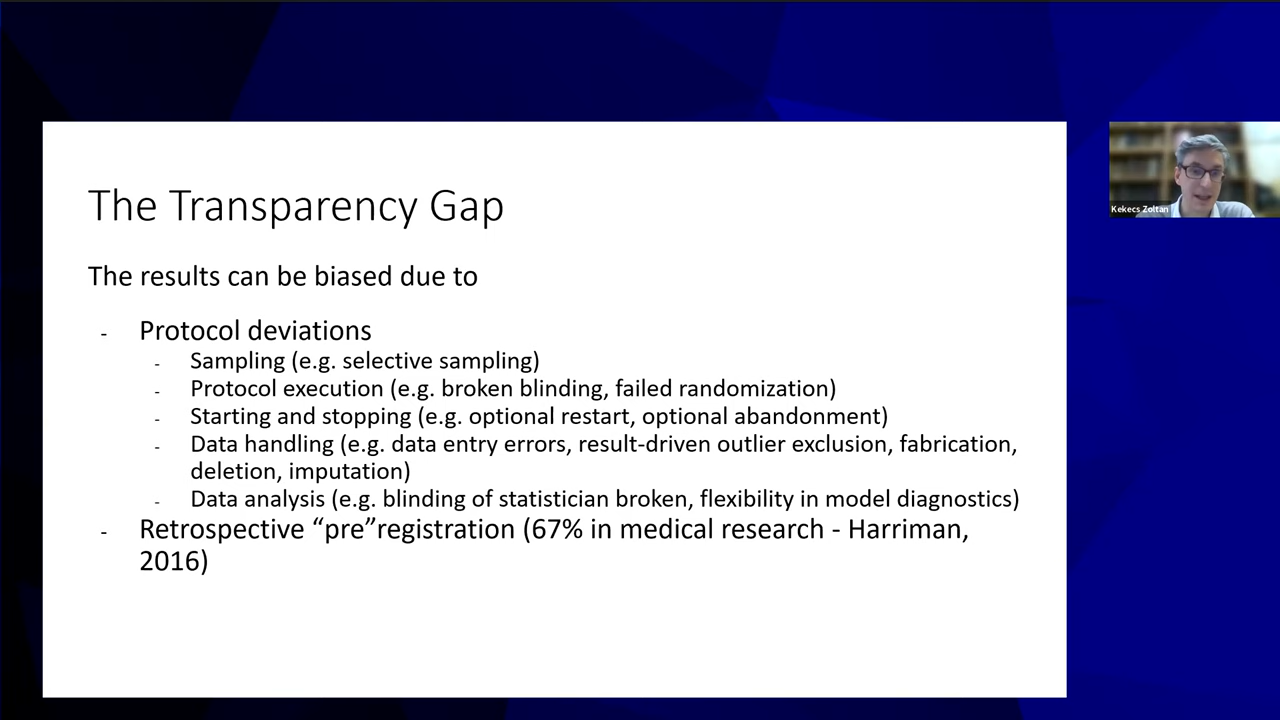 The Transparency Gap
The results can be biased due to
- Protocol deviations
- Sampling (e.g. selective sampling)
- Protocol execution (e.g. broken blinding, failed randomization)
- Starting and stopping (e.g. optional restart, optional abandonment)
- Data handling (e.g. data entry errors, result-driven outlier exclusion, fabrication,
deletion, imputation)
- Data analysis (e.g. blinding of statistician broken, flexibility in model diagnostics)
- Retrospective “pre”registration (67% in medical research - Harriman,
2016)
Kekecs Zoltan